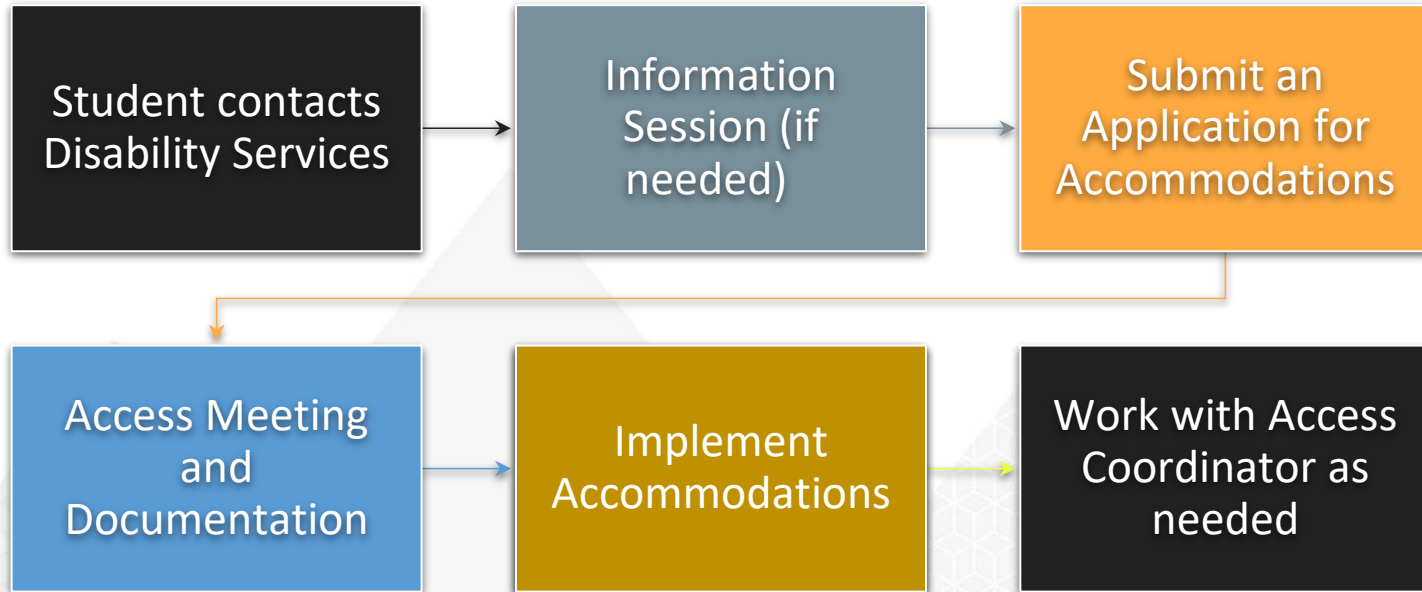 Student contacts
Disability Services
Information
Session (if
needed)
Submit an
Application for
Accommodations
Access Meeting
and
Documentation
Implement
Accommodations
Work with Access
Coordinator as
needed